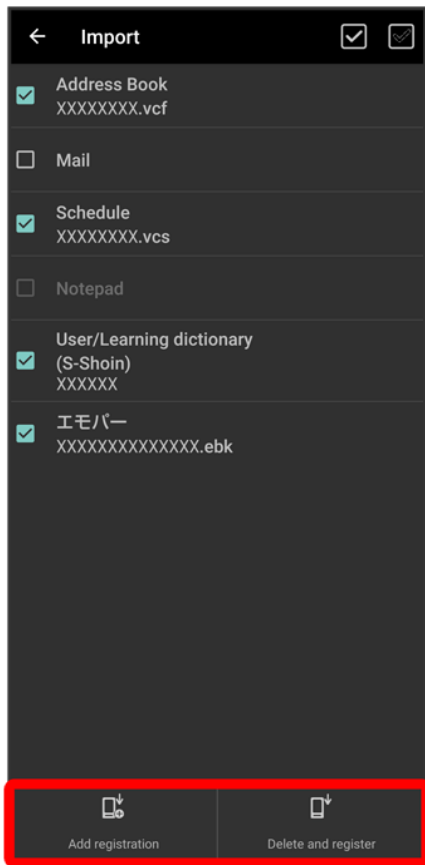 Import
Address Book
XXXXXXXX.vcf
Mail
Schedule
XXXXXXXX.vcs
Notepad
User/Learning dictionary
(S-Shoin)
XXXXXX
エモパー
XXXXXXXXXXXXXX.ebk
Add registration
Delete and register